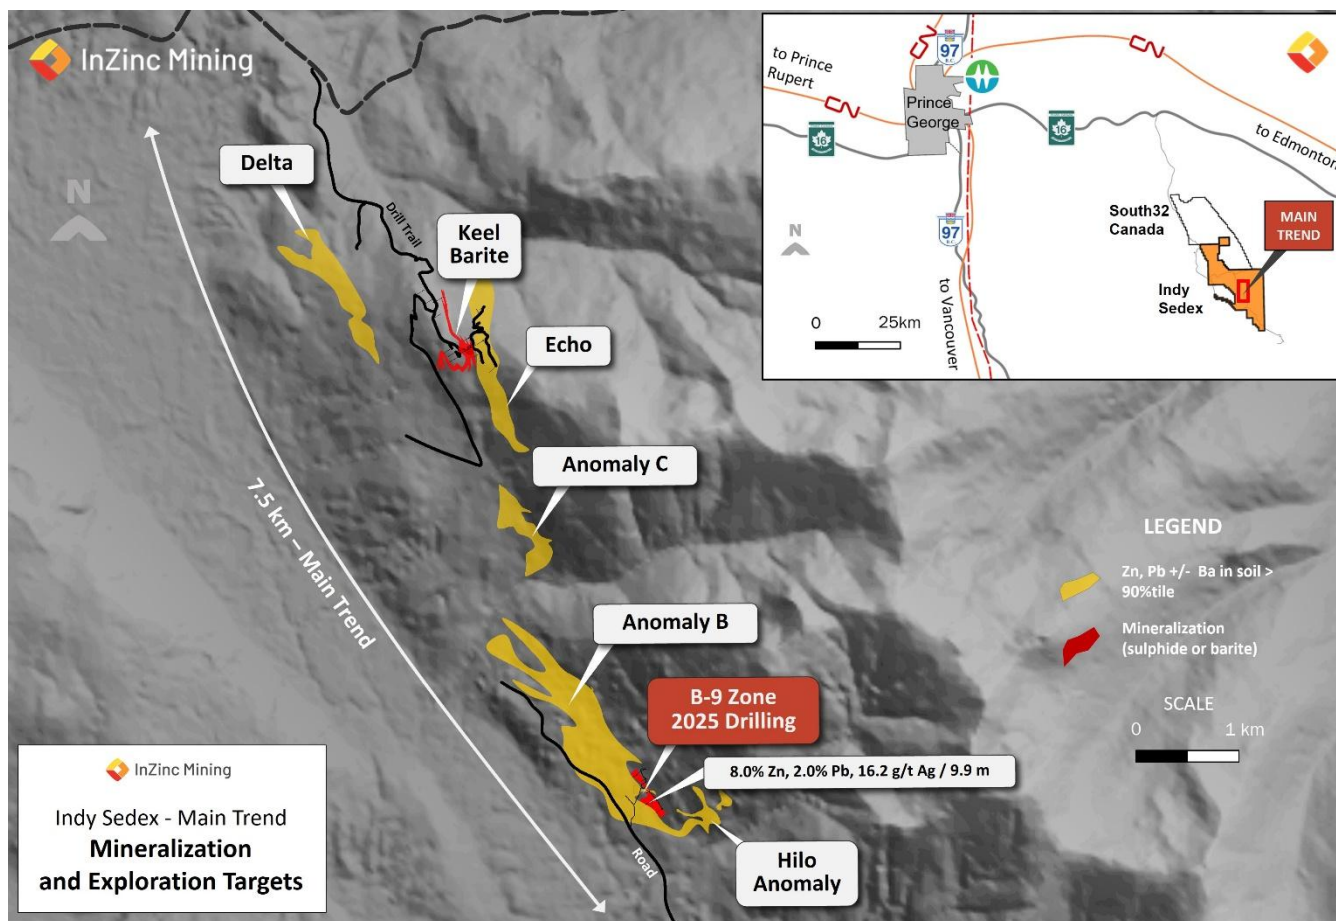 InZinc Mining
N
Delta
Drill Trail
Keel
Barite
Echo
Anomaly C
7.5 km – Main Trend
Anomaly B
B-9 Zone
2025 Drilling
8.0% Zn, 2.0% Pb, 16.2 g/t Ag / 9.9 m
Hilo
Anomaly
Road
InZinc Mining
Indy Sedex - Main Trend
Mineralization
and Exploration Targets
to Prince
Rupert
CN
97
B.C.
CN
Prince
George
CN
16
16
to Edmonton
South32
Canada
MAIN
TREND
97
B.C.
N
Indy
Sedex
to Vancouver
0 25km
LEGEND
Zn, Pb +/- Ba in soil >
90%tile
Mineralization
(sulphide or barite)
SCALE
0 1 km